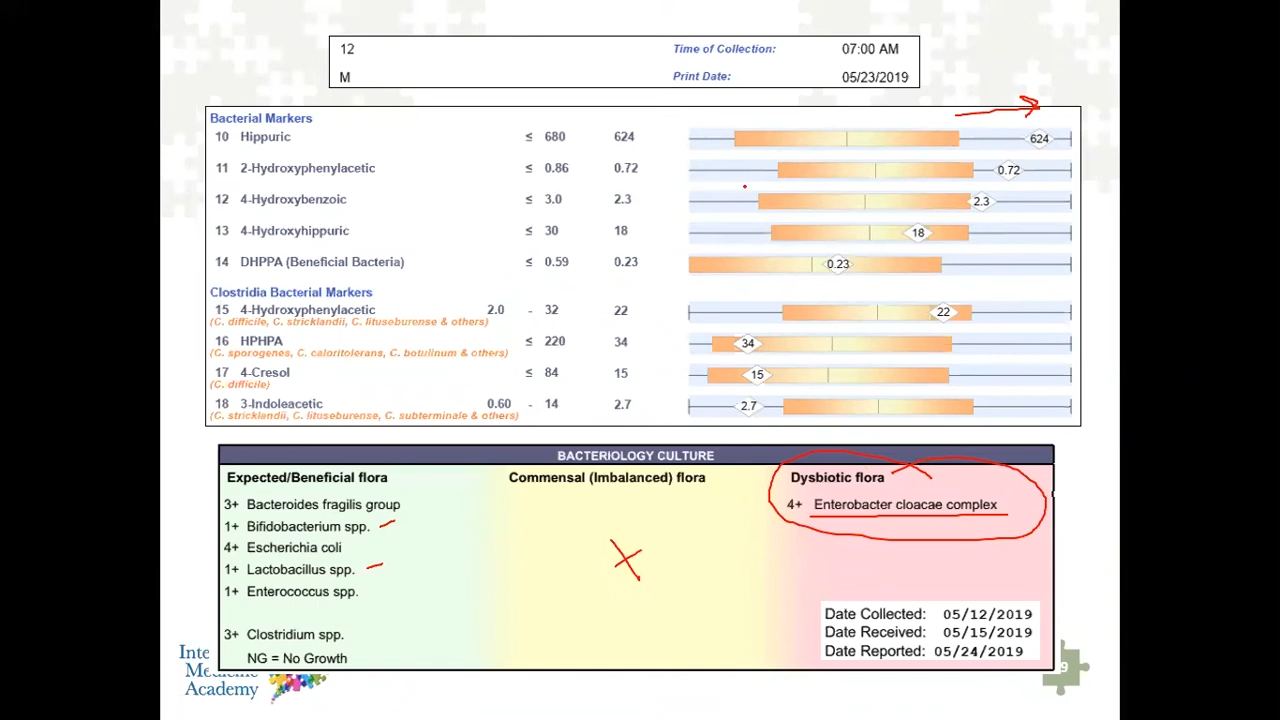 12 Time of Collection: 07:00 AM
M Print Date: 05/23/2019
Bacterial Markers
10 Hippuric ≤ 680 624 624
11 2-Hydroxyphenylacetic ≤ 0.86 0.72 0.72
12 4-Hydroxybenzoic ≤ 3.0 2.3 2.3
13 4-Hydroxyhippuric ≤ 30 18 18
14 DHPPA (Beneficial Bacteria) ≤ 0.59 0.23 0.23
Clostridia Bacterial Markers
15 4-Hydroxyphenylacetic 2.0 - 32 22 22
(C. difficile, C. stricklandii, C. lituseburense & others)
16 HPHPA ≤ 220 34 34
(C. sporogenes, C. caloritolerans, C. botulinum & others)
17 4-Cresol ≤ 84 15 15
(C. difficile)
18 3-Indoleacetic 0.60 - 14 2.7 2.7
(C. stricklandii, C. lituseburense, C. subterminale & others)
BACTERIOLOGY CULTURE
Expected/Beneficial flora Commensal (Imbalanced) flora Dysbiotic flora
3+ Bacteroides fragilis group 4+ Enterobacter cloacae complex
1+ Bifidobacterium spp.
4+ Escherichia coli
1+ Lactobacillus spp.
1+ Enterococcus spp.
Date Collected: 05/12/2019
3+ Clostridium spp. Date Received: 05/15/2019
NG = No Growth Date Reported: 05/24/2019
Academy